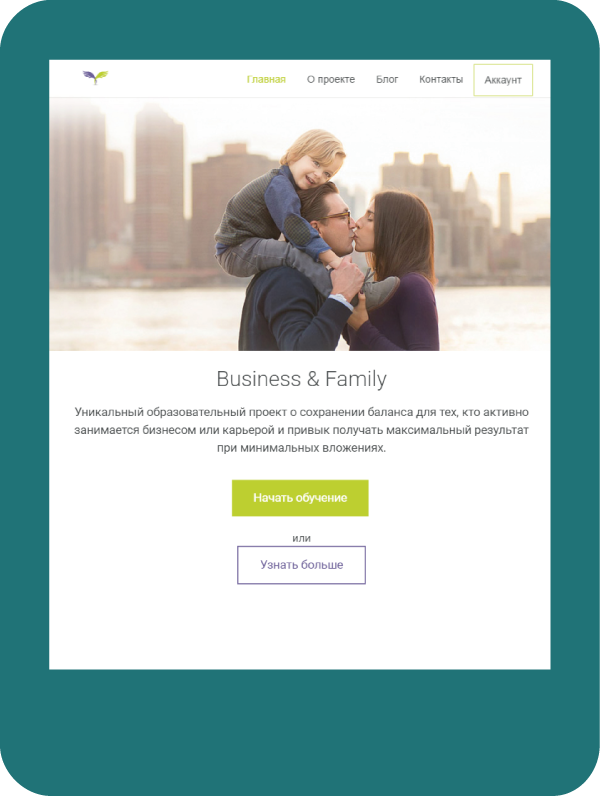 Главная О проекте Блог Контакты Аккаунт
Business & Family
Уникальный образовательный проект о сохранении баланса для тех, кто активно
занимается бизнесом или карьерой и привык получать максимальный результат
при минимальных вложениях.
Начать обучение
или
Узнать больше